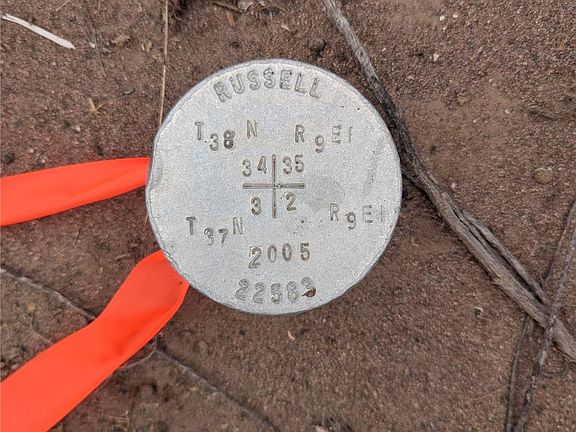 RUSSELL
T38N R9EI
34 35
3 2
T37N R9EI
2005
22583